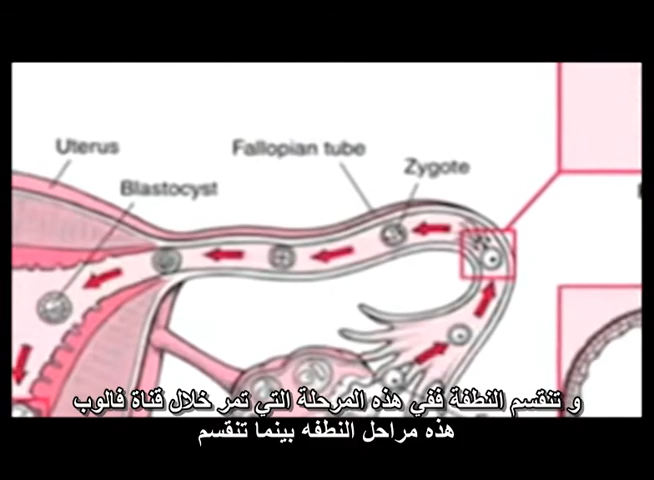 Uterus
Fallopian tube
Zygote
Blastocyst
و تنقسم النطفة ففي هذه المرحلة التي تمر خلال قناة فالوب
هذه مراحل النطفه بينما تنقسم